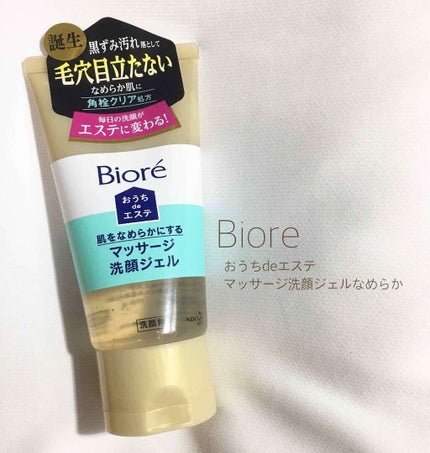 誕生
黒ずみ汚れ落として
毛穴目立たない
なめらか肌に
角栓クリア処方
毎日の洗顔が
エステに変わる!
Bioré
おうち
de
エステ
肌をなめらかにする
マッサージ
洗顔ジェル
洗顔料
Kao
Biore
おうちdeエステ
マッサージ洗顔ジェルなめらか